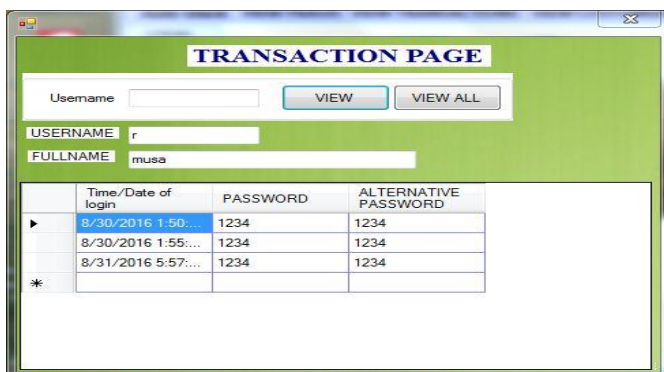 TRANSACTION PAGE
Username VIEW VIEW ALL
USERNAME r
FULLNAME musa
Time/Date of login PASSWORD ALTERNATIVE PASSWORD
8/30/2016 1:50:... 1234 1234
8/30/2016 1:55:... 1234 1234
8/31/2016 5:57:... 1234 1234